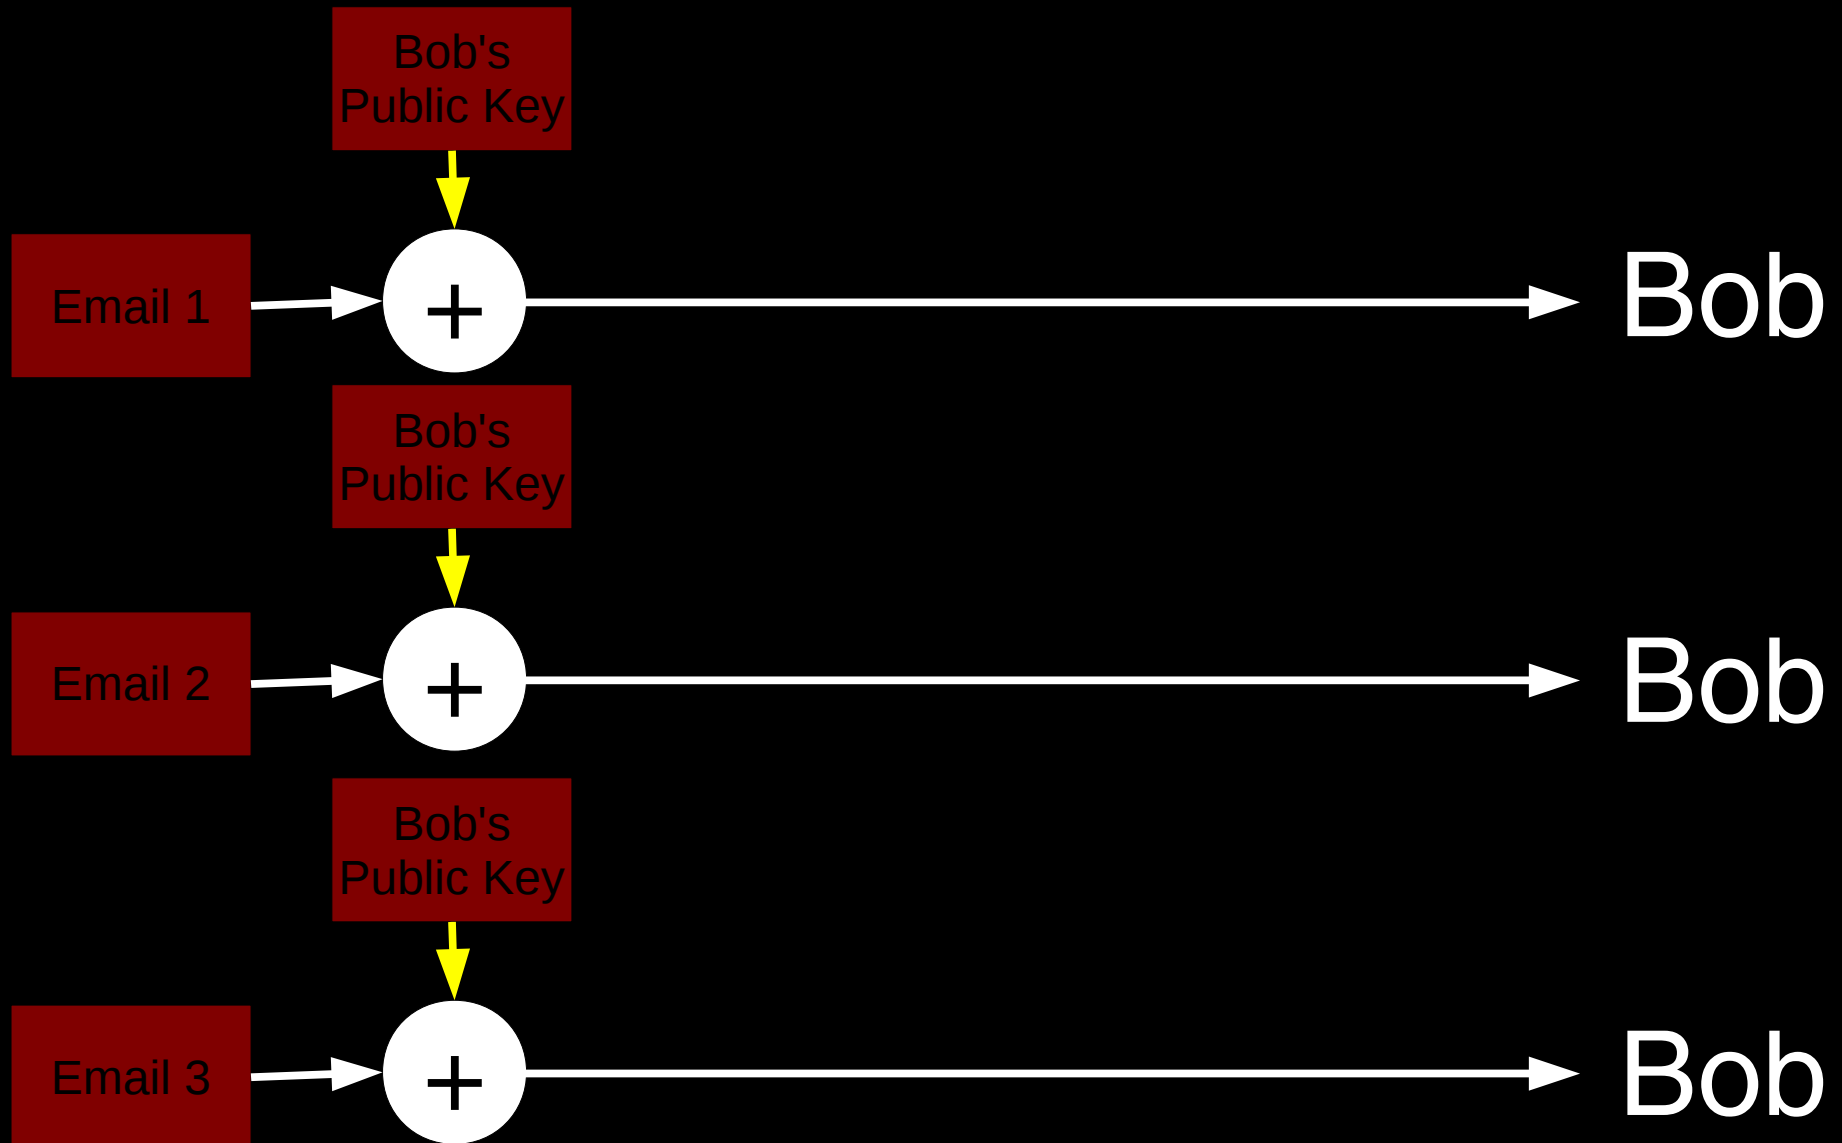 Bob's
Public Key
Email 1
+
Bob
Bob's
Public Key
Email 2
+
Bob
Bob's
Public Key
Email 3
+
Bob